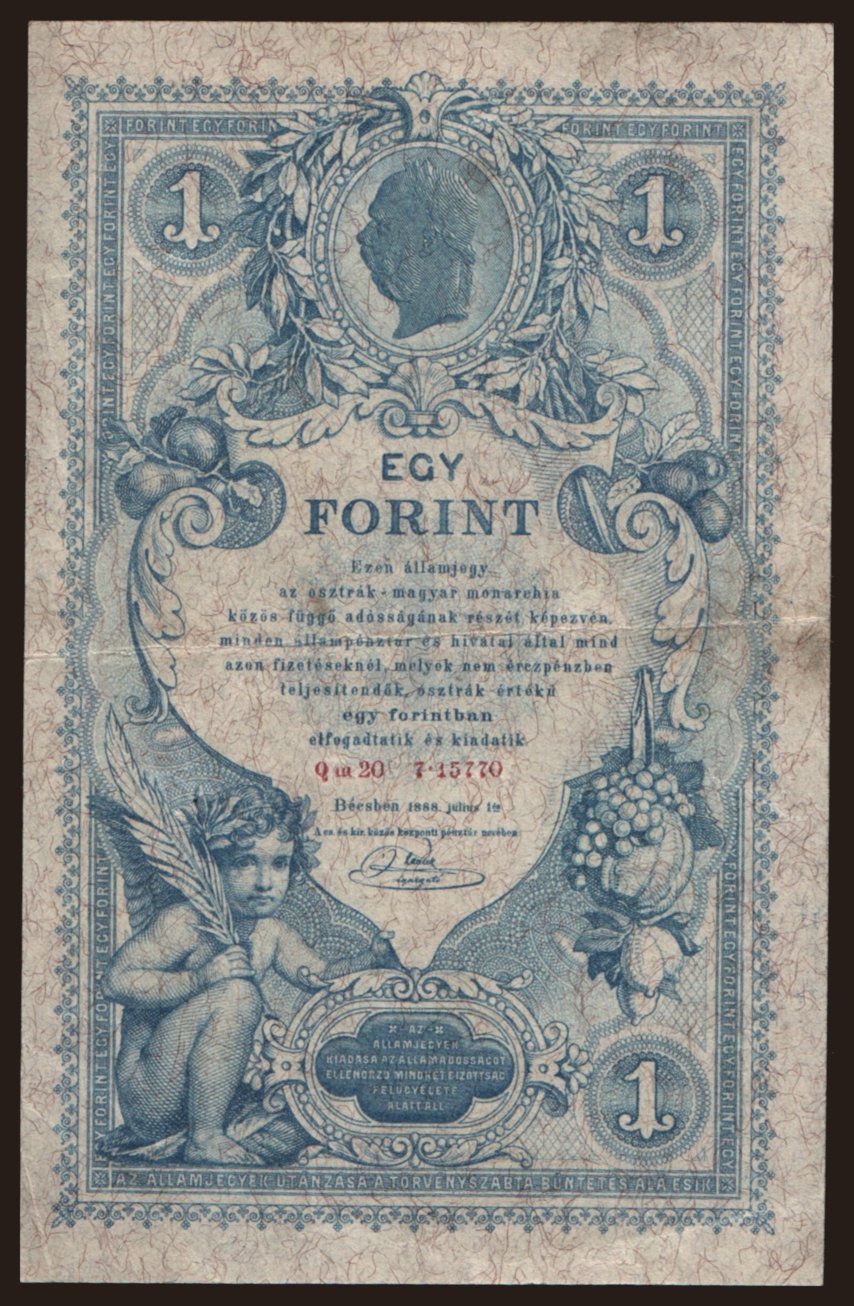 FORINT EGY FORI
FORINT EGY FORINT
1
1
EGY
FORINT
Ezen államjegy
az osztrák-magyar monarchia
közös függő adósságának részét képezvén,
minden állampénztár és hivatal által mind
azon fizetéseknél, melyek nem érczpénzben
teljesitendők, osztrák értékű
egy forintban
elfogadtatik és kiadatik.
Q III 20 7·15770
Bécsben 1888. julius 1én
A cs. és kir. közös központi pénztár nevében:
AZ
ÁLLAMJEGYEK
KIADÁSA AZ ÁLLAMADÓSSÁGOT
ELLENŐRZŐ MINDKÉT BIZOTTSÁG
FELÜGYELETE
ALATT ÁLL
1
AZ ÁLLAMJEGYEK UTÁNZÁSA A TÖRVÉNYSZABTA BÜNTETÉS ALÁ ESIK